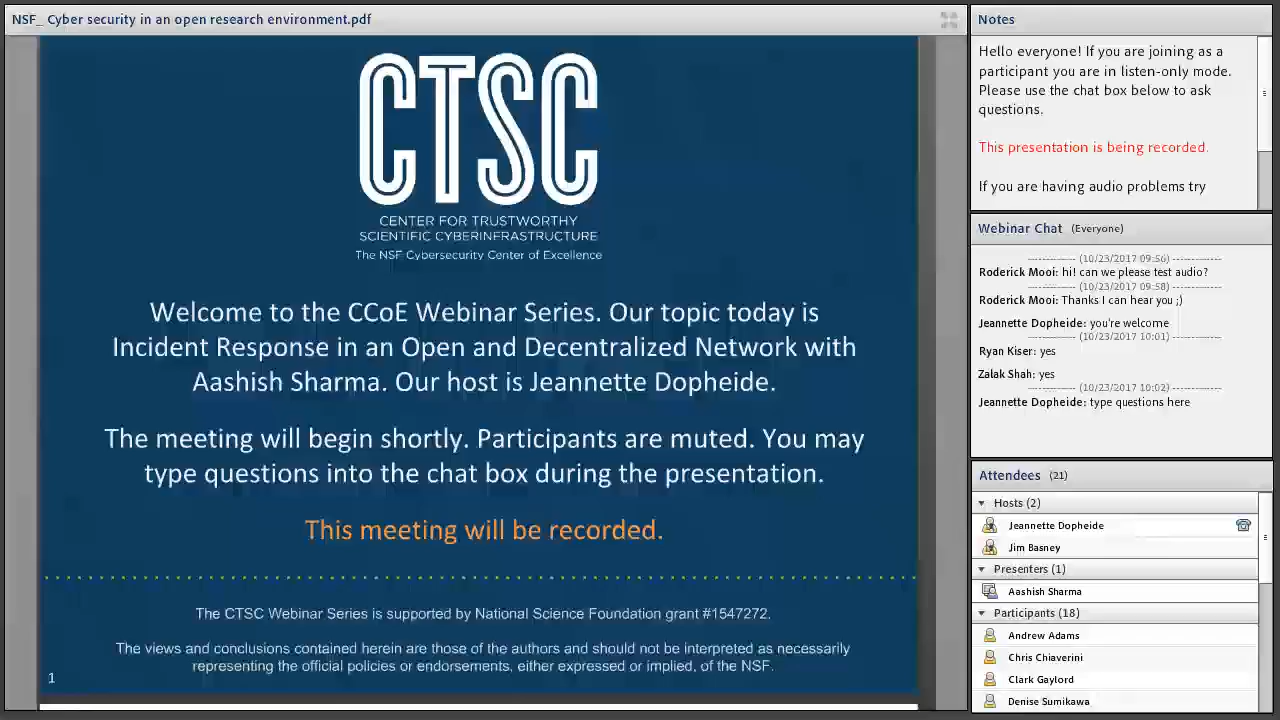 NSF_ Cyber security in an open research environment.pdf
CTSC
CENTER FOR TRUSTWORTHY
SCIENTIFIC CYBERINFRASTRUCTURE
The NSF Cybersecurity Center of Excellence
Welcome to the CCoE Webinar Series. Our topic today is
Incident Response in an Open and Decentralized Network with
Aashish Sharma. Our host is Jeannette Dopheide.
The meeting will begin shortly. Participants are muted. You may
type questions into the chat box during the presentation.
This meeting will be recorded.
The CTSC Webinar Series is supported by National Science Foundation grant #1547272.
The views and conclusions contained herein are those of the authors and should not be interpreted as necessarily
representing the official policies or endorsements, either expressed or implied, of the NSF.
1
Notes
Hello everyone! If you are joining as a
participant you are in listen-only mode.
Please use the chat box below to ask
questions.
This presentation is being recorded.
If you are having audio problems try
Webinar Chat (Everyone)
------------ (10/23/2017 09:56) ------------
Roderick Mooi: hi! can we please test audio?
------------ (10/23/2017 09:58) ------------
Roderick Mooi: Thanks I can hear you ;)
Jeannette Dopheide: you're welcome
------------ (10/23/2017 10:01) ------------
Ryan Kiser: yes
Zalak Shah: yes
------------ (10/23/2017 10:02) ------------
Jeannette Dopheide: type questions here
Attendees (21)
Hosts (2)
Jeannette Dopheide
Jim Basney
Presenters (1)
Aashish Sharma
Participants (18)
Andrew Adams
Chris Chiaverini
Clark Gaylord
Denise Sumikawa